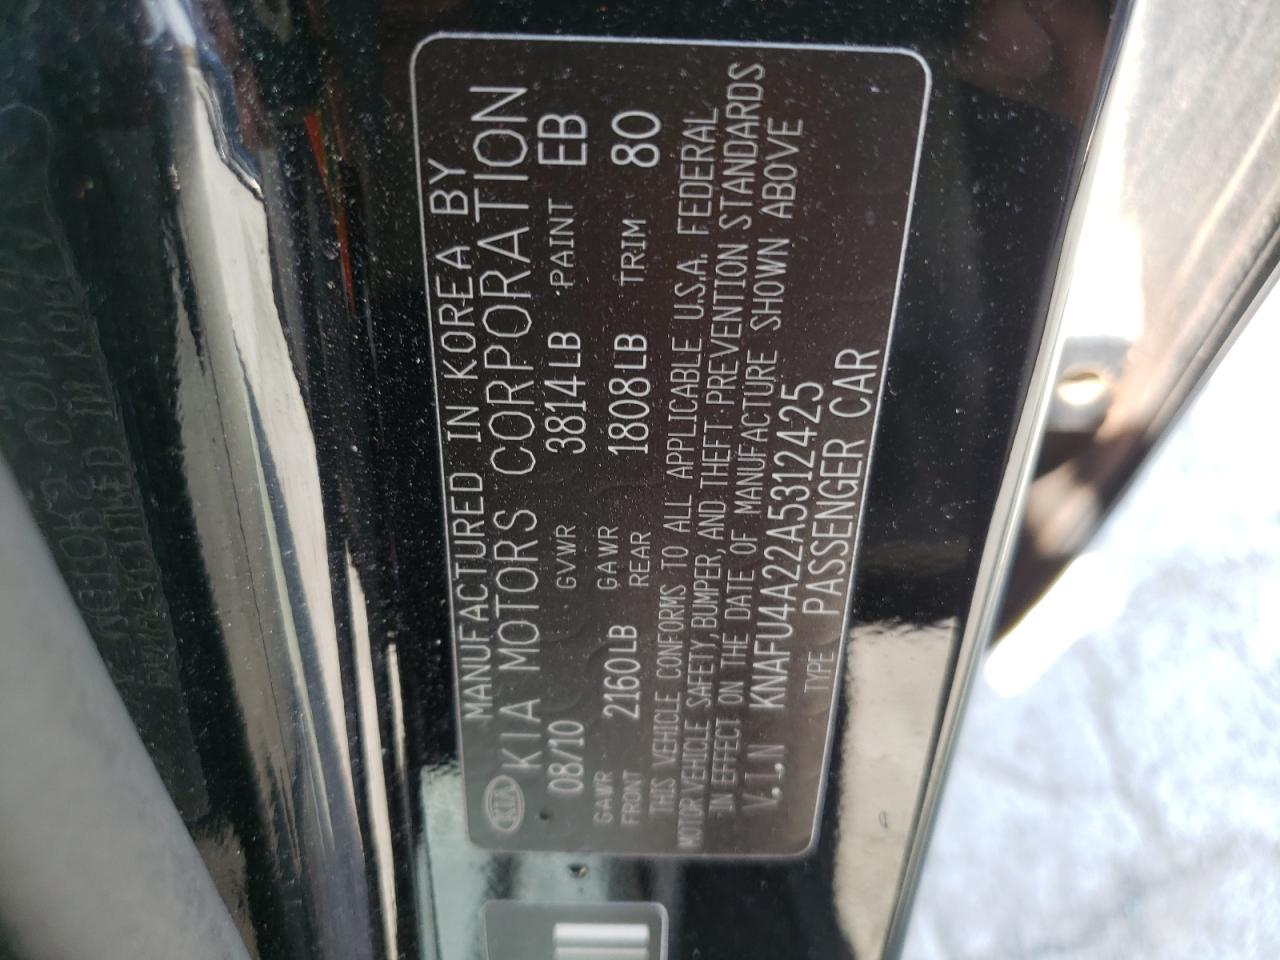 MANUFACTURED IN KOREA BY
KIA KIA MOTORS CORPORATION
08/10 GVWR 3814LB PAINT EB
GAWR FRONT 2160LB GAWR REAR 1808LB TRIM 80
THIS VEHICLE CONFORMS TO ALL APPLICABLE U.S.A. FEDERAL
MOTOR VEHICLE SAFETY, BUMPER, AND THEFT PREVENTION STANDARDS
IN EFFECT ON THE DATE OF MANUFACTURE SHOWN ABOVE
V.I.N KNAFU4A22A5312425
TYPE PASSENGER CAR